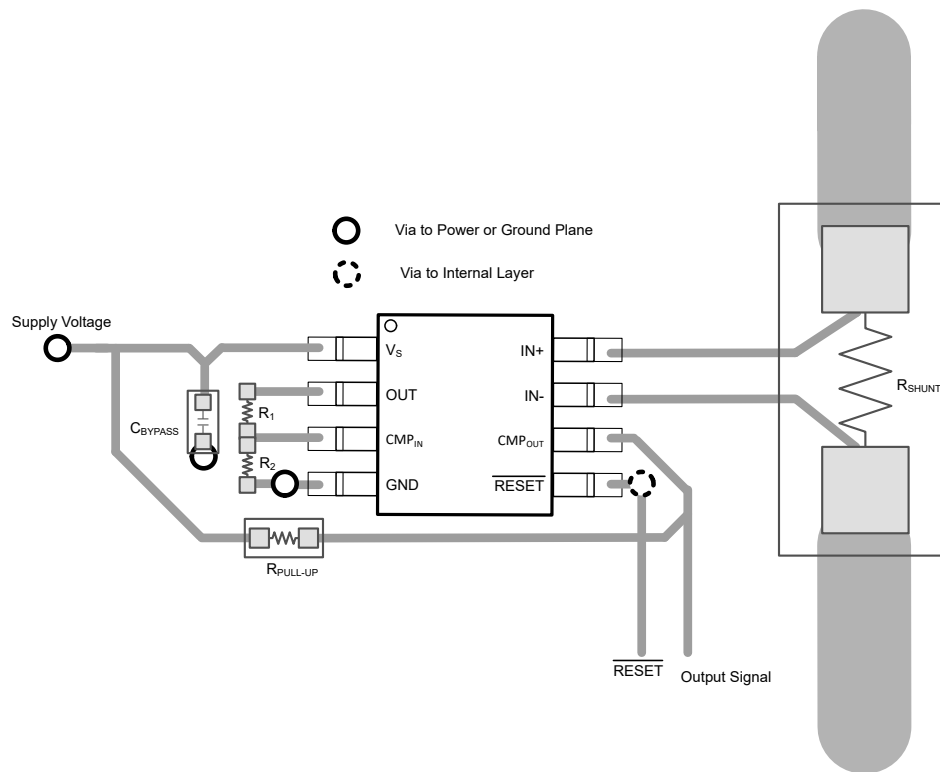 Via to Power or Ground Plane
Via to Internal Layer
Supply Voltage
VS
IN+
OUT
IN-
R1
CBYPASS
CMPIN
CMPOUT
R2
GND
RESET
RSHUNT
RPULL-UP
RESET
Output Signal